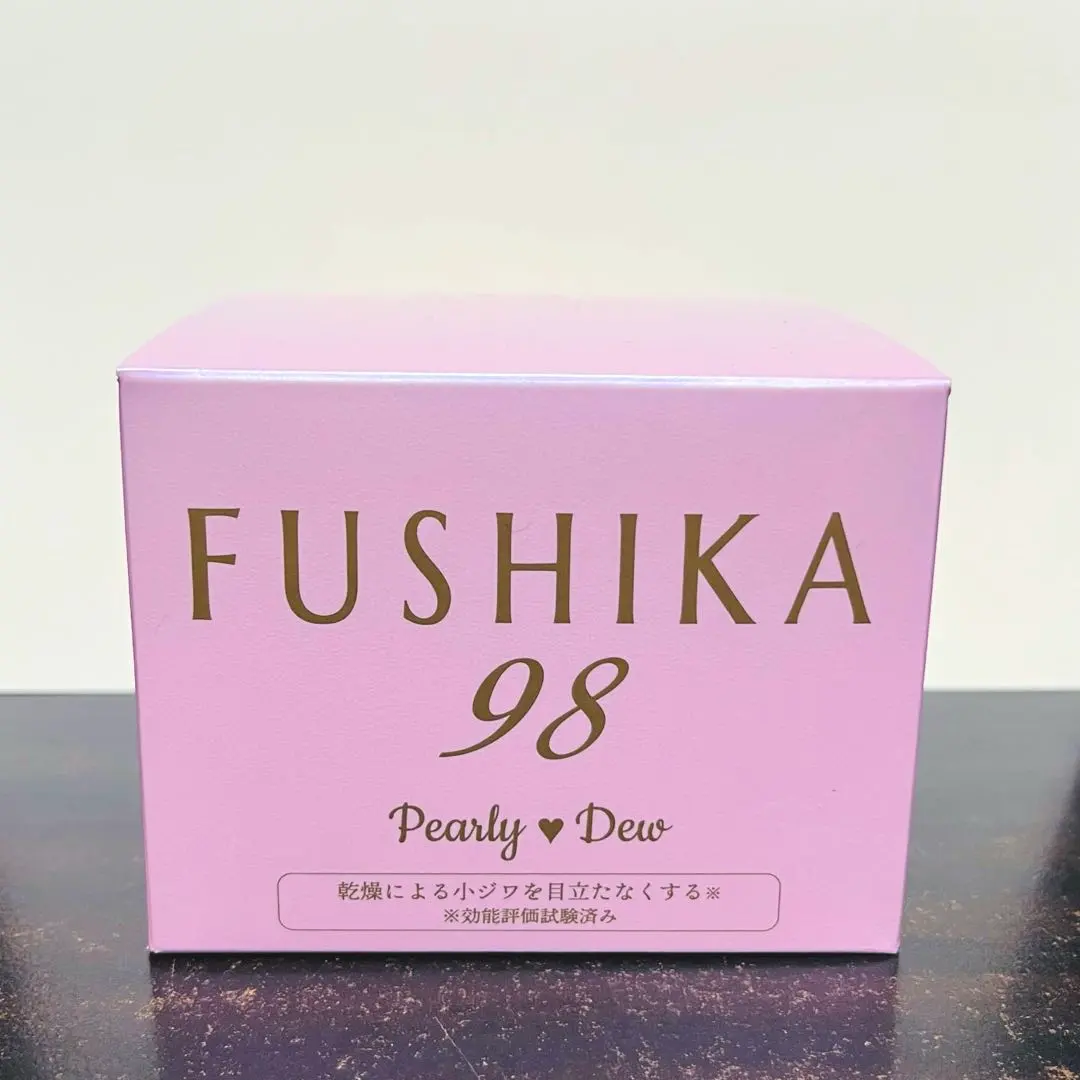 FUSHIKA
98
Pearly ♥ Dew
乾燥による小ジワを目立たなくする※
※効能評価試験済み